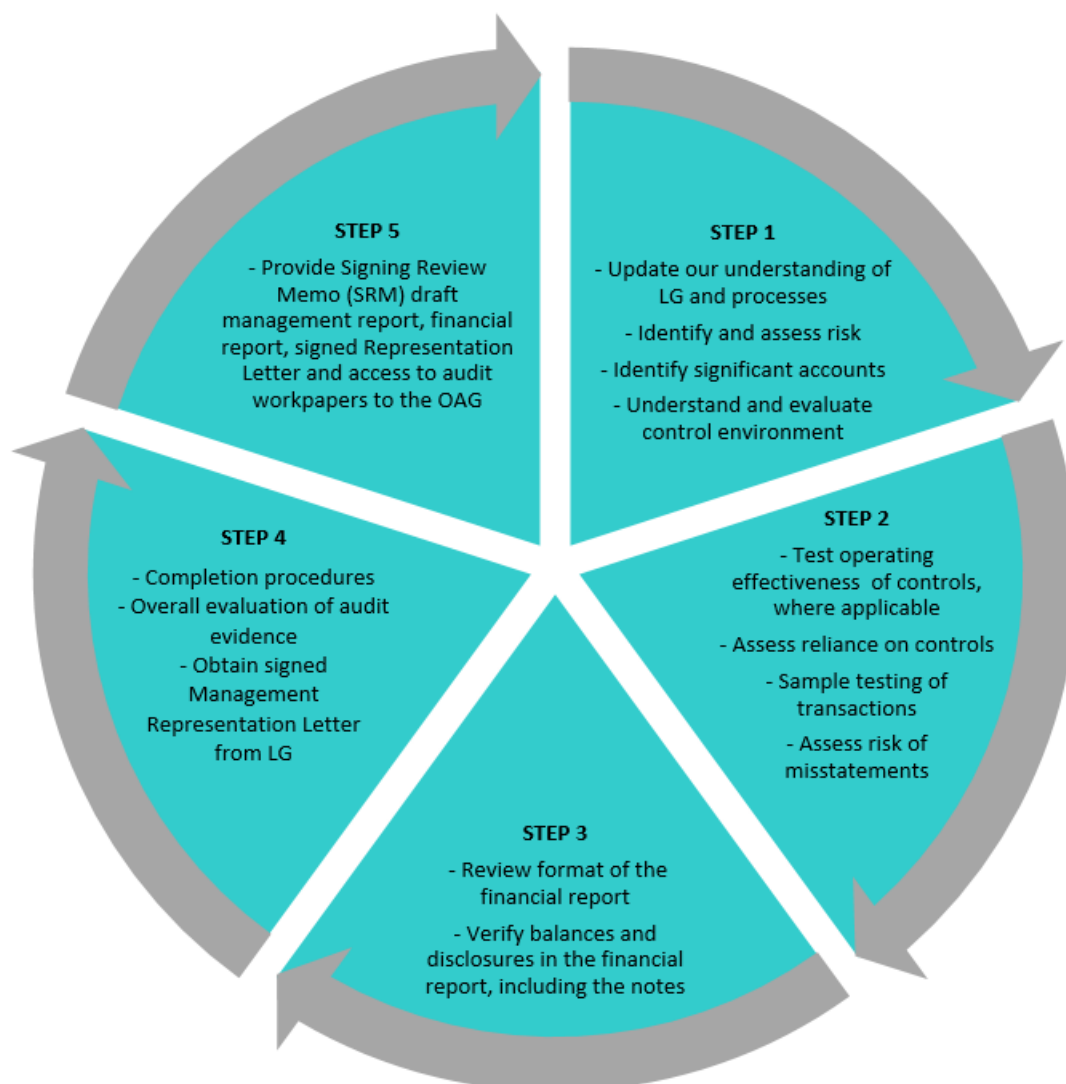 STEP 1
- Update our understanding of
LG and processes
- Identify and assess risk
- Identify significant accounts
- Understand and evaluate
control environment
STEP 2
- Test operating
effectiveness of controls,
where applicable
- Assess reliance on controls
- Sample testing of
transactions
- Assess risk of
misstatements
STEP 3
- Review format of the
financial report
- Verify balances and
disclosures in the financial
report, including the notes
STEP 4
- Completion procedures
- Overall evaluation of audit
evidence
- Obtain signed
Management
Representation Letter
from LG
STEP 5
- Provide Signing Review
Memo (SRM) draft
management report, financial
report, signed Representation
Letter and access to audit
workpapers to the OAG